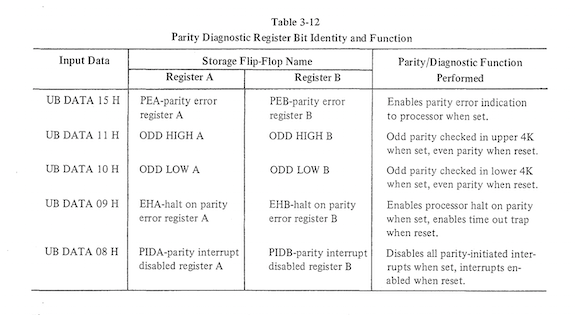 Table 3-12
Parity Diagnostic Register Bit Identity and Function
Input Data
Storage Flip-Flop Name
Parity/Diagnostic Function
Performed
Register A
Register B
UB DATA 15 H
PEA-parity error
register A
PEB-parity error
register B
Enables parity error indication
to processor when set.
UB DATA 11 H
ODD HIGH A
ODD HIGH B
Odd parity checked in upper 4K
when set, even parity when reset.
UB DATA 10 H
ODD LOW A
ODD LOW B
Odd parity checked in lower 4K
when set, even parity when reset.
UB DATA 09 H
EHA-halt on parity
error register A
EHB-halt on parity
error register B
Enables processor halt on parity
when set, enables time out trap
when reset.
UB DATA 08 H
PIDA-parity interrupt
disabled register A
PIDB-parity interrupt
disabled register B
Disables all parity-initiated inter-
rupts when set, interrupts en-
abled when reset.